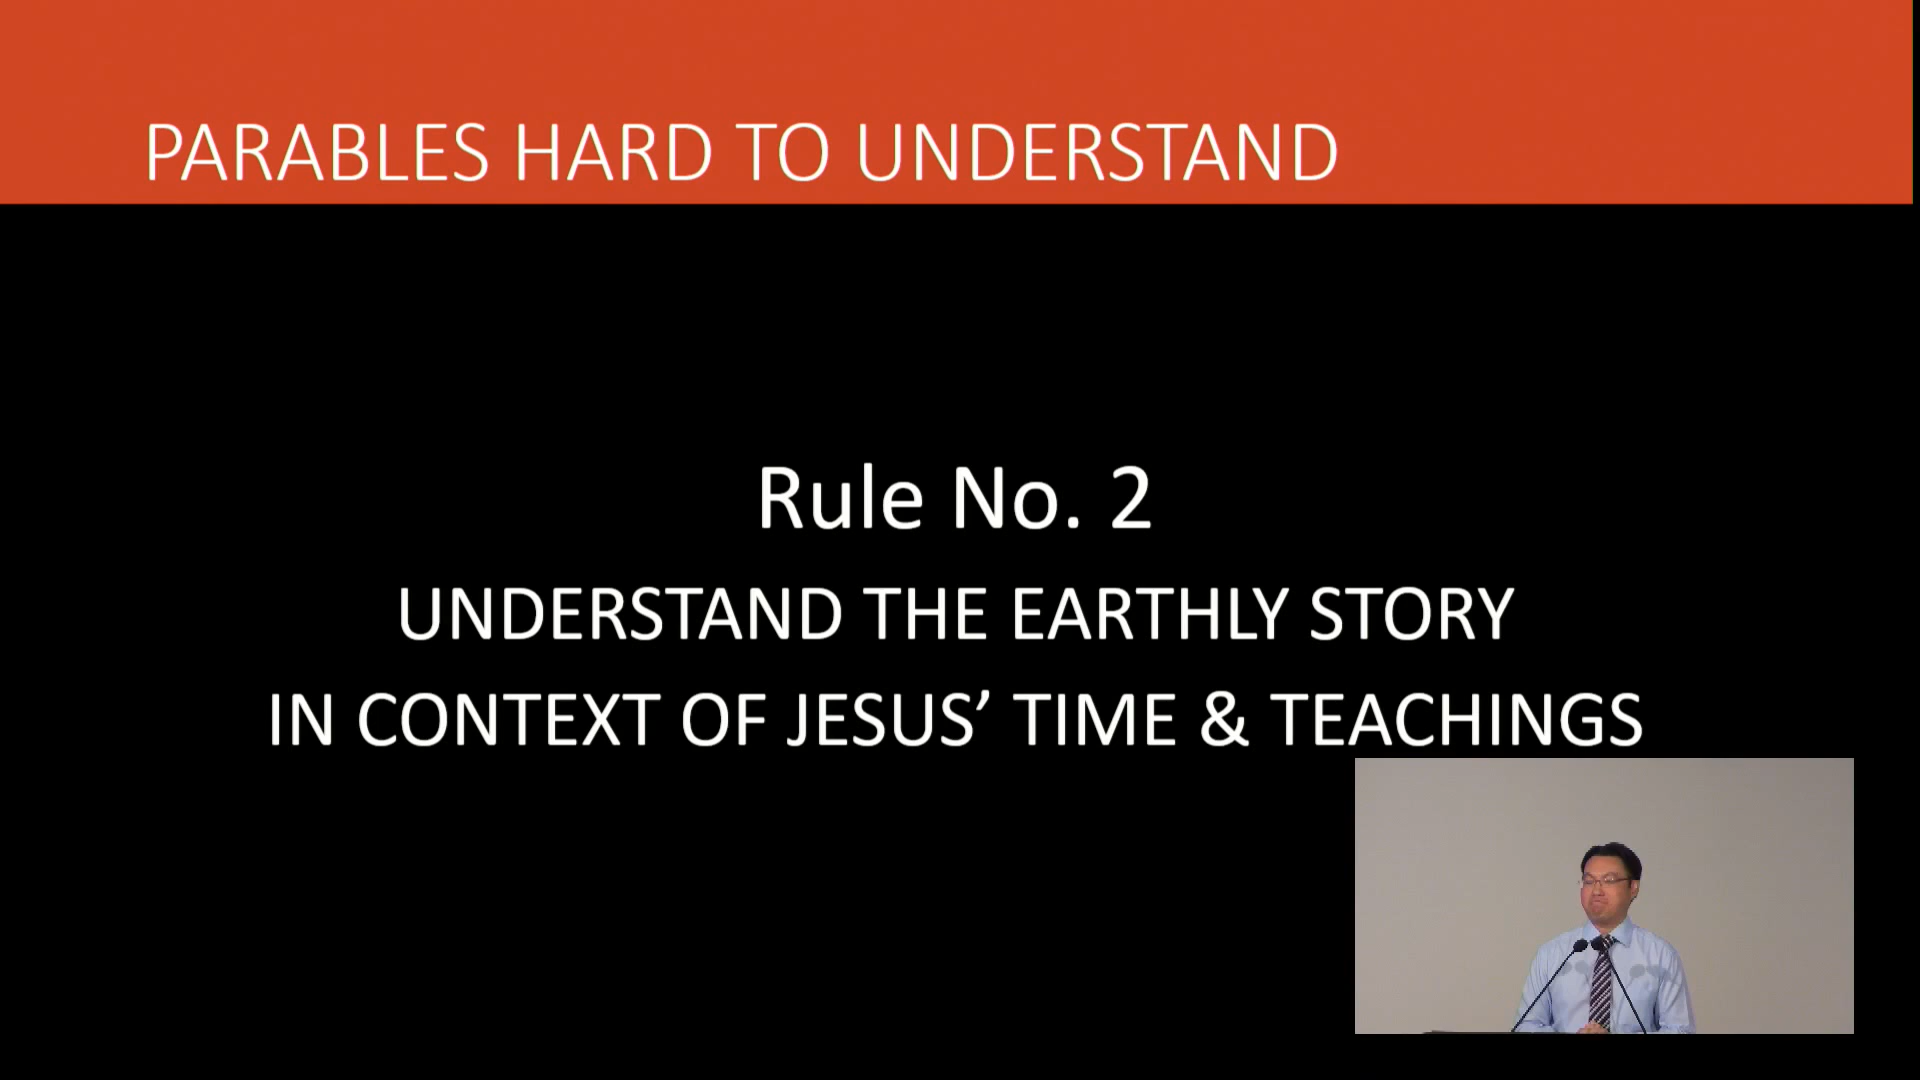 PARABLES HARD TO UNDERSTAND
Rule No. 2
UNDERSTAND THE EARTHLY STORY
IN CONTEXT OF JESUS’ TIME & TEACHINGS